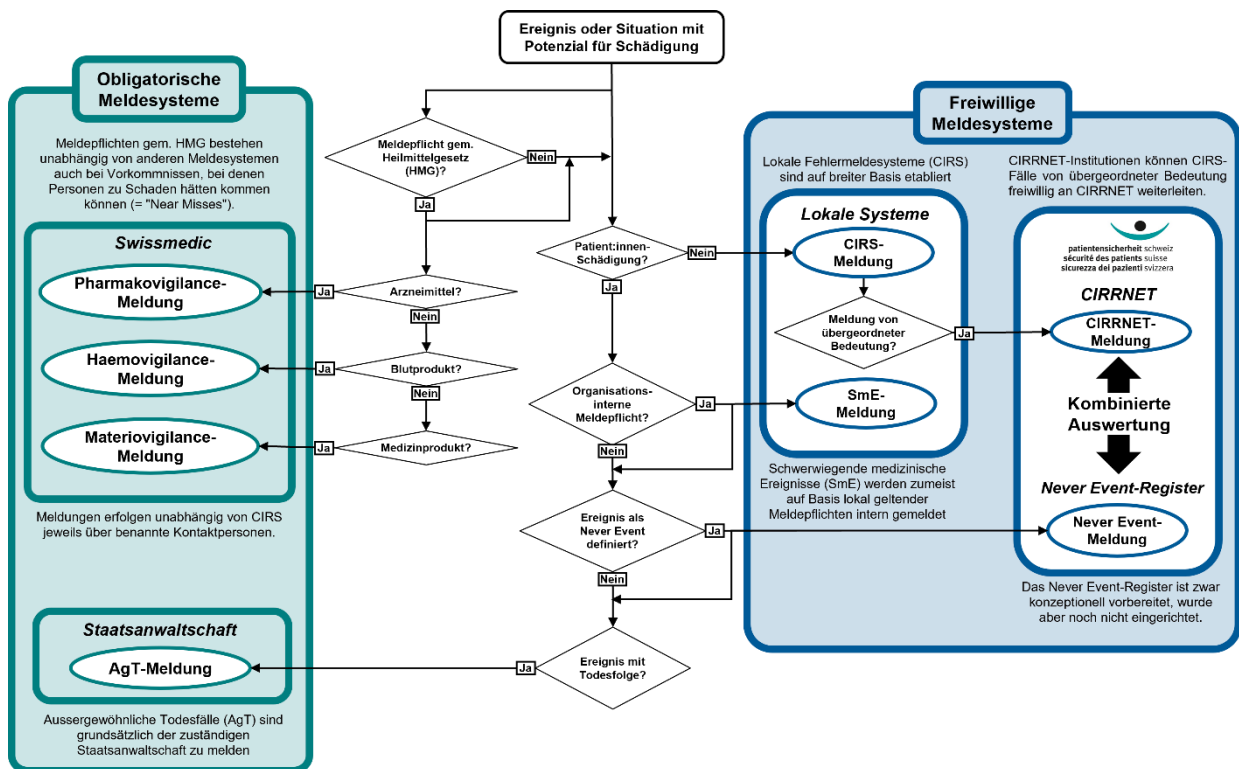 Ereignis oder Situation mit
Potenzial für Schädigung
Obligatorische
Meldesysteme
Meldepflichten gem. HMG bestehen
unabhängig von anderen Meldesystemen
auch bei Vorkommnissen, bei denen
Personen zu Schaden hätten kommen
können (= "Near Misses").
Swissmedic
Pharmakovigilance-
Meldung
Haemovigilance-
Meldung
Materiovigilance-
Meldung
Meldungen erfolgen unabhängig von CIRS
jeweils über benannte Kontaktpersonen.
Staatsanwaltschaft
AgT-Meldung
Aussergewöhnliche Todesfälle (AgT) sind
grundsätzlich der zuständigen
Staatsanwaltschaft zu melden
Meldepflicht gem.
Heilmittelgesetz
(HMG)?
Nein
Ja
Arzneimittel?
Ja
Nein
Blutprodukt?
Ja
Nein
Medizinprodukt?
Ja
Patient:innen-
Schädigung?
Nein
Ja
Organisations-
interne
Meldepflicht?
Ja
Nein
Ereignis als
Never Event
definiert?
Ja
Nein
Ereignis mit
Todesfolge?
Ja
Freiwillige
Meldesysteme
Lokale Fehlermeldesysteme (CIRS)
sind auf breiter Basis etabliert
Lokale Systeme
CIRS-
Meldung
Meldung von
übergeordneter
Bedeutung?
Ja
SmE-
Meldung
Schwerwiegende medizinische
Ereignisse (SmE) werden zumeist
auf Basis lokal geltender
Meldepflichten intern gemeldet
CIRRNET-Institutionen können CIRS-
Fälle von übergeordneter Bedeutung
freiwillig an CIRRNET weiterleiten.
patientensicherheit schweiz
sécurité des patients suisse
sicurezza dei pazienti svizzera
CIRRNET
CIRRNET-
Meldung
Kombinierte
Auswertung
Never Event-Register
Never Event-
Meldung
Das Never Event-Register ist zwar
konzeptionell vorbereitet, wurde
aber noch nicht eingerichtet.